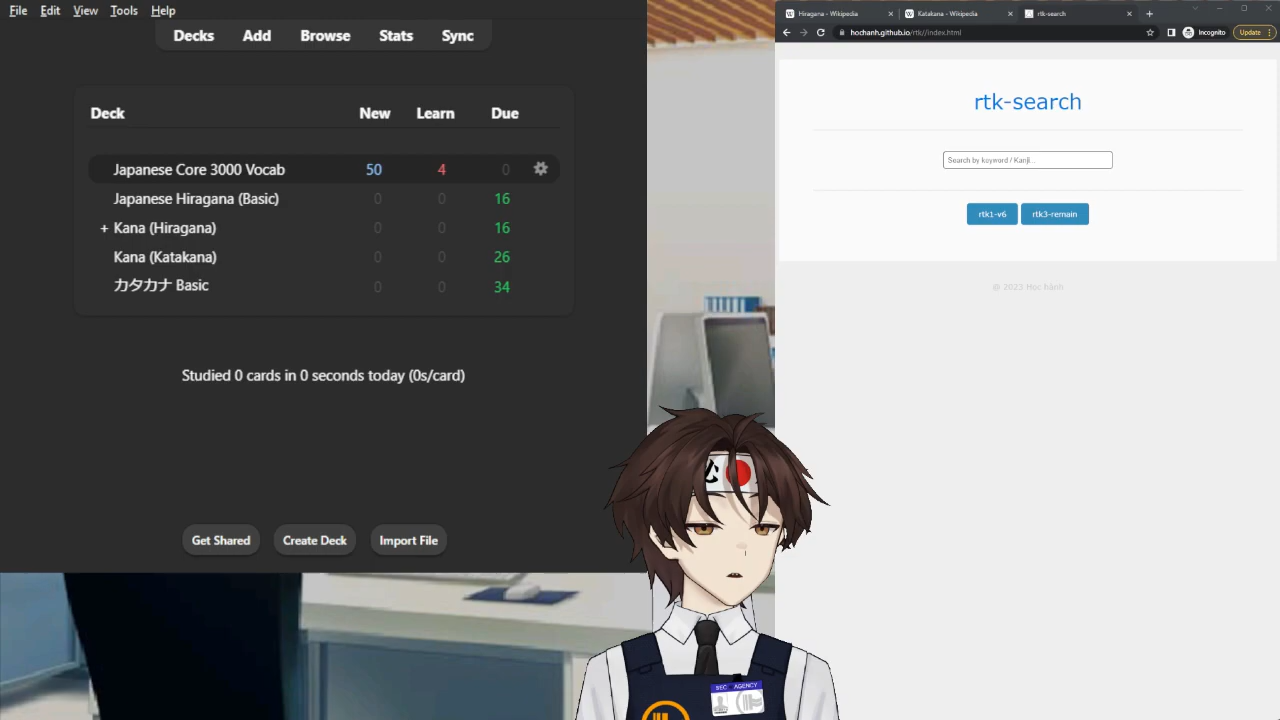 File Edit View Tools Help
Decks Add Browse Stats Sync
Deck New Learn Due
Japanese Core 3000 Vocab 50 4 0
Japanese Hiragana (Basic) 0 0 16
+ Kana (Hiragana) 0 0 16
Kana (Katakana) 0 0 26
カタカナ Basic 0 0 34
Studied 0 cards in 0 seconds today (0s/card)
Get Shared Create Deck Import File
Hiragana - Wikipedia Katakana - Wikipedia rtk-search
hochanh.github.io/rtk//index.html Incognito Update
rtk-search
Search by keyword / Kanji...
rtk1-v6 rtk3-remain
© 2023 Học hành
SEC AGENCY